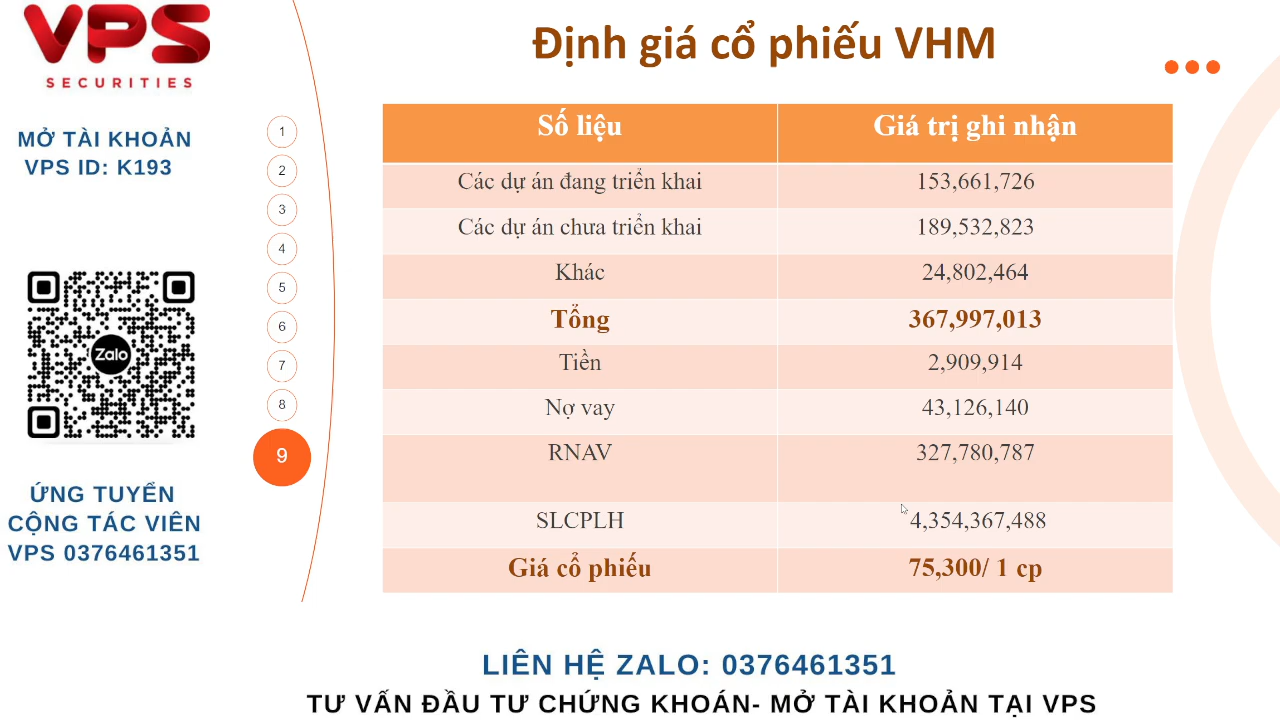 VPS
SECURITIES
MỞ TÀI KHOẢN
VPS ID: K193
Zalo
ỨNG TUYỂN
CỘNG TÁC VIÊN
VPS 0376461351
1
2
3
4
5
6
7
8
9
Định giá cổ phiếu VHM
Số liệu Giá trị ghi nhận
Các dự án đang triển khai 153,661,726
Các dự án chưa triển khai 189,532,823
Khác 24,802,464
Tổng 367,997,013
Tiền 2,909,914
Nợ vay 43,126,140
RNAV 327,780,787
SLCPLH 4,354,367,488
Giá cổ phiếu 75,300/ 1 cp
LIÊN HỆ ZALO: 0376461351
TƯ VẤN ĐẦU TƯ CHỨNG KHOÁN- MỞ TÀI KHOẢN TẠI VPS